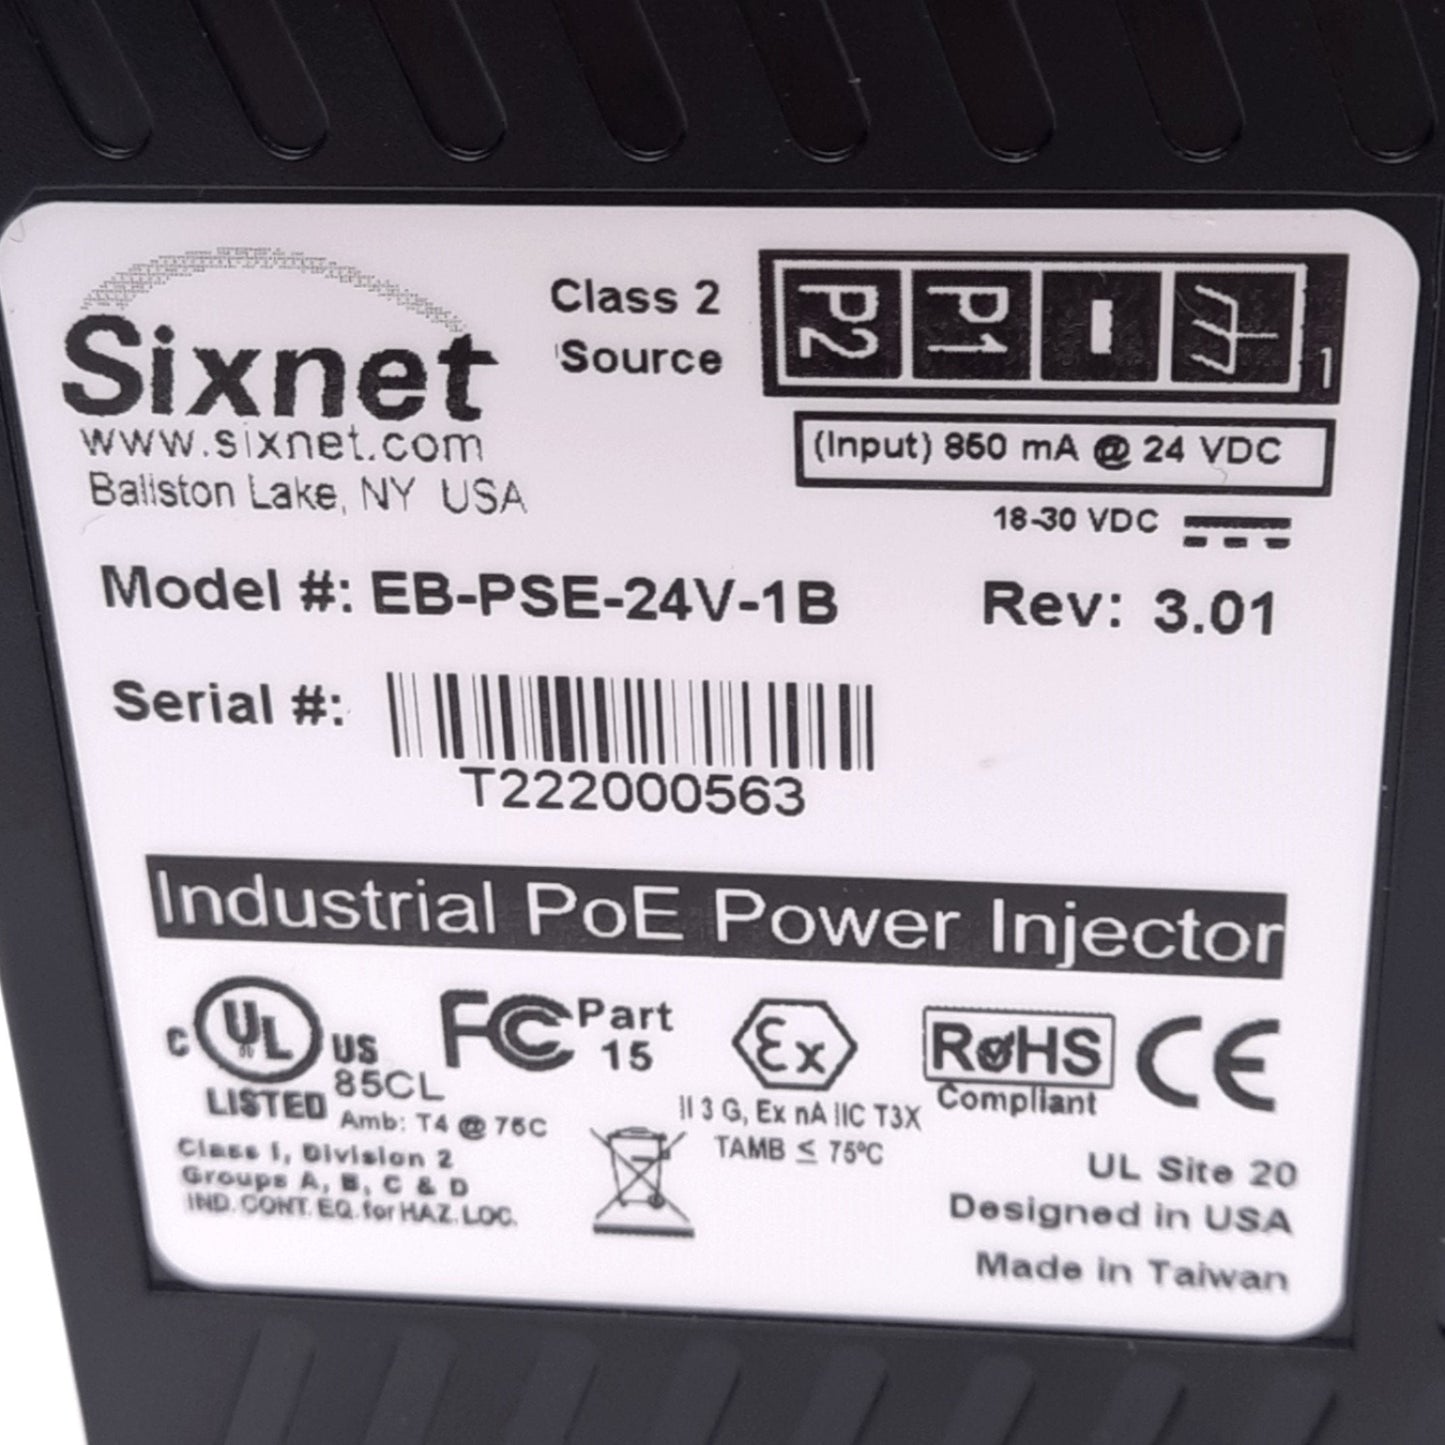 Sixnet
www.sixnet.com
Ballston Lake, NY USA
Class 2
Source
P2 P1 - 1
(Input) 850 mA @ 24 VDC
18-30 VDC
Model #: EB-PSE-24V-1B Rev: 3.01
Serial #:
T222000563
Industrial PoE Power Injector
C UL US
LISTED 85CL
Amb: T4 @ 75C
Class I, Division 2
Groups A, B, C & D
IND. CONT. EQ. for HAZ. LOC.
FC Part
15
Ex
II 3 G, Ex nA IIC T3X
TAMB ≤ 75ºC
RoHS
Compliant
CE
UL Site 20
Designed in USA
Made in Taiwan